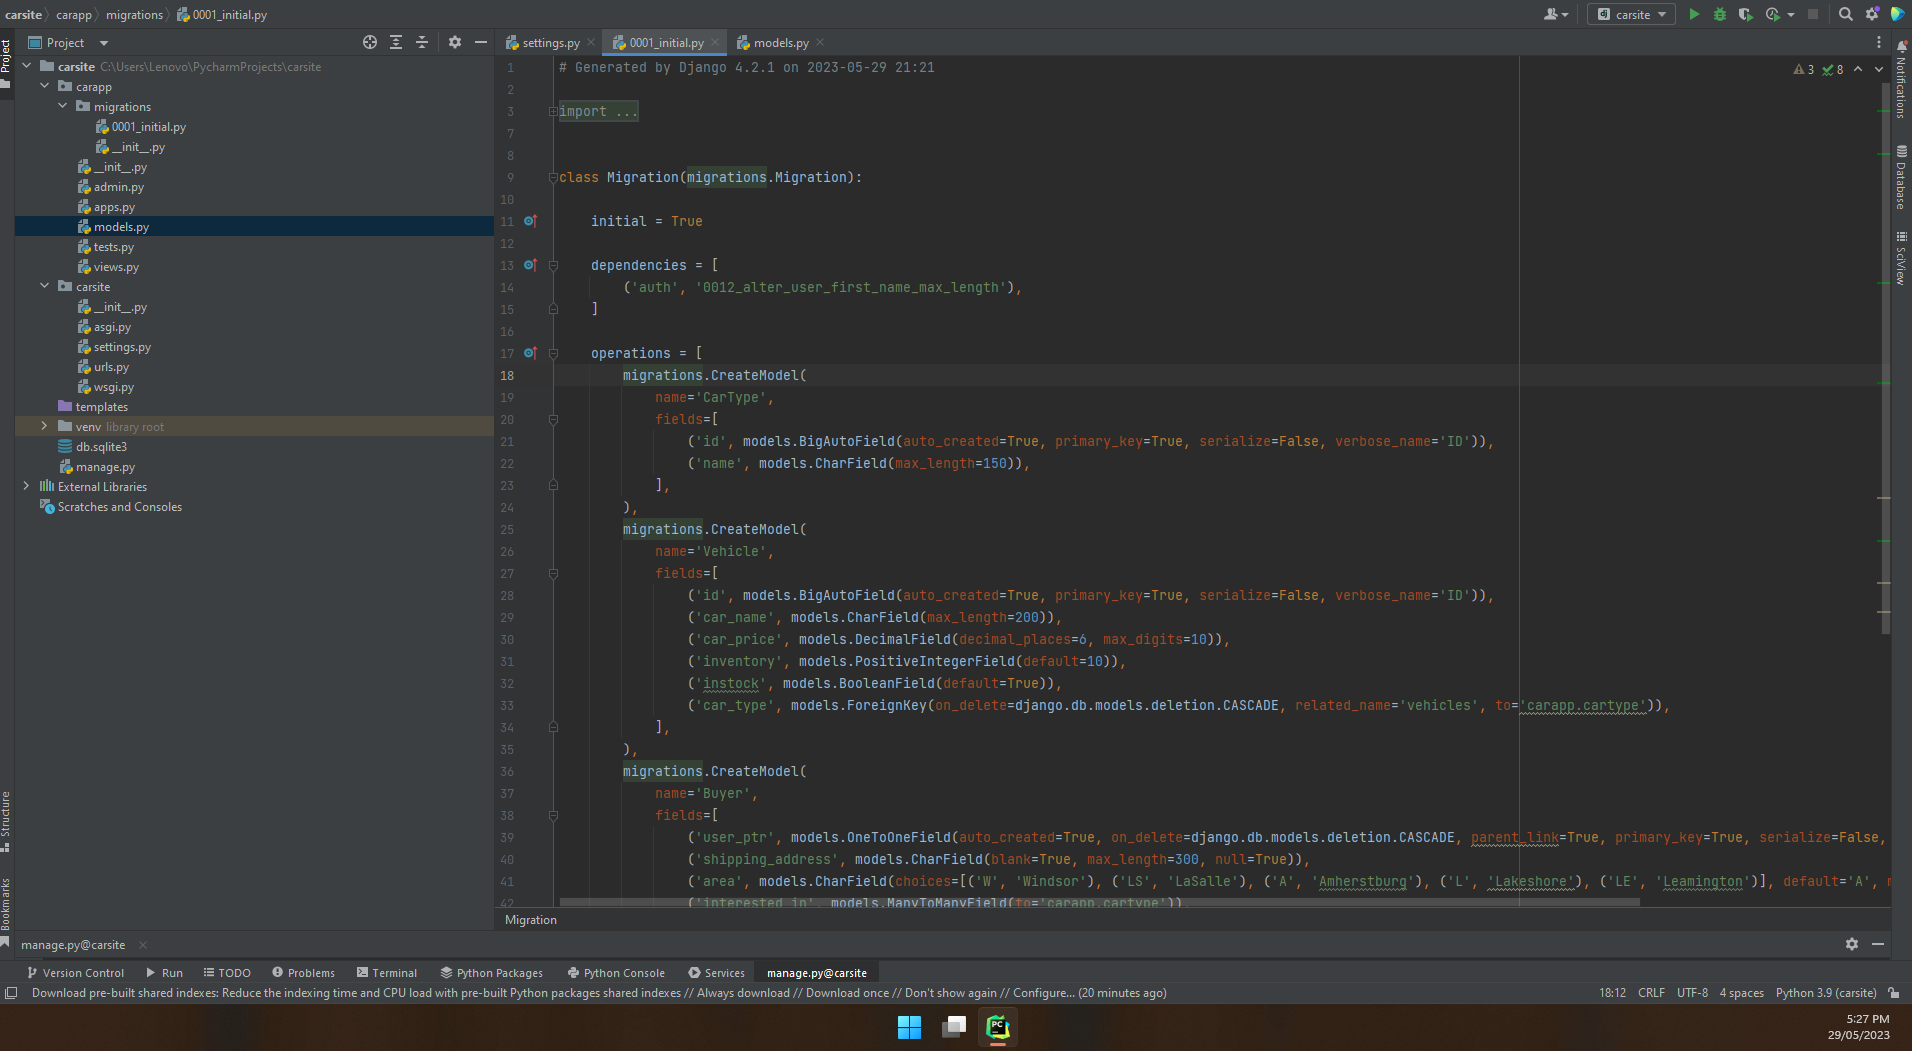 carsite carapp migrations 0001_initial.py
carsite
Project
settings.py 0001_initial.py models.py
Project
carsite C:\Users\Lenovo\PycharmProjects\carsite
carapp
migrations
0001_initial.py
__init__.py
__init__.py
admin.py
apps.py
models.py
tests.py
views.py
carsite
__init__.py
asgi.py
settings.py
urls.py
wsgi.py
templates
venv library root
db.sqlite3
manage.py
External Libraries
Scratches and Consoles
Structure
Bookmarks
3 8
1 # Generated by Django 4.2.1 on 2023-05-29 21:21
2
3 import ...
7
8
9 class Migration(migrations.Migration):
10
11 initial = True
12
13 dependencies = [
14 ('auth', '0012_alter_user_first_name_max_length'),
15 ]
16
17 operations = [
18 migrations.CreateModel(
19 name='CarType',
20 fields=[
21 ('id', models.BigAutoField(auto_created=True, primary_key=True, serialize=False, verbose_name='ID')),
22 ('name', models.CharField(max_length=150)),
23 ],
24 ),
25 migrations.CreateModel(
26 name='Vehicle',
27 fields=[
28 ('id', models.BigAutoField(auto_created=True, primary_key=True, serialize=False, verbose_name='ID')),
29 ('car_name', models.CharField(max_length=200)),
30 ('car_price', models.DecimalField(decimal_places=6, max_digits=10)),
31 ('inventory', models.PositiveIntegerField(default=10)),
32 ('instock', models.BooleanField(default=True)),
33 ('car_type', models.ForeignKey(on_delete=django.db.models.deletion.CASCADE, related_name='vehicles', to='carapp.cartype')),
34 ],
35 ),
36 migrations.CreateModel(
37 name='Buyer',
38 fields=[
39 ('user_ptr', models.OneToOneField(auto_created=True, on_delete=django.db.models.deletion.CASCADE, parent_link=True, primary_key=True, serialize=False,
40 ('shipping_address', models.CharField(blank=True, max_length=300, null=True)),
41 ('area', models.CharField(choices=[('W', 'Windsor'), ('LS', 'LaSalle'), ('A', 'Amherstburg'), ('L', 'Lakeshore'), ('LE', 'Leamington')], default='A',
42 ('interested_in', models.ManyToManyField(to='carapp.cartype')),
Migration
Notifications
Database
SciView
manage.py@carsite
Version Control Run TODO Problems Terminal Python Packages Python Console Services manage.py@carsite
Download pre-built shared indexes: Reduce the indexing time and CPU load with pre-built Python packages shared indexes // Always download // Download once // Don't show again // Configure... (20 minutes ago)
18:12 CRLF UTF-8 4 spaces Python 3.9 (carsite)
PC
5:27 PM
29/05/2023